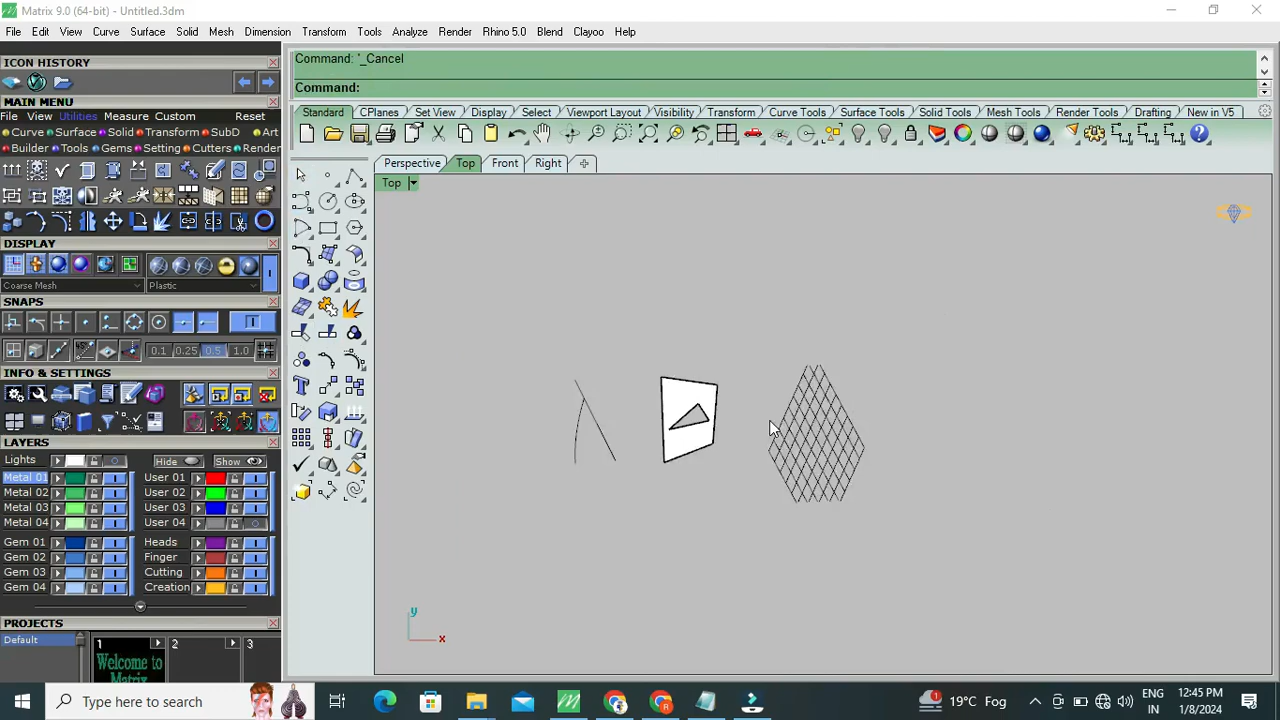 Matrix 9.0 (64-bit) - Untitled.3dm
File Edit View Curve Surface Solid Mesh Dimension Transform Tools Analyze Render Rhino 5.0 Blend Clayoo Help
ICON HISTORY
Command: '_Cancel
Command:
MAIN MENU
File View Utilities Measure Custom Reset
Curve Surface Solid Transform SubD Art
Builder Tools Gems Setting Cutters Render
Standard CPlanes Set View Display Select Viewport Layout Visibility Transform Curve Tools Surface Tools Solid Tools Mesh Tools Render Tools Drafting New in V5
Perspective Top Front Right
Top
DISPLAY
Coarse Mesh Plastic
SNAPS
0.1 0.25 0.5 1.0
INFO & SETTINGS
LAYERS
Lights Hide Show
Metal 01 User 01
Metal 02 User 02
Metal 03 User 03
Metal 04 User 04
Gem 01 Heads
Gem 02 Finger
Gem 03 Cutting
Gem 04 Creation
y
x
PROJECTS
Default 1 2 3
Welcome to
Matrix
Type here to search
19°C Fog
ENG
IN
12:45 PM
1/8/2024